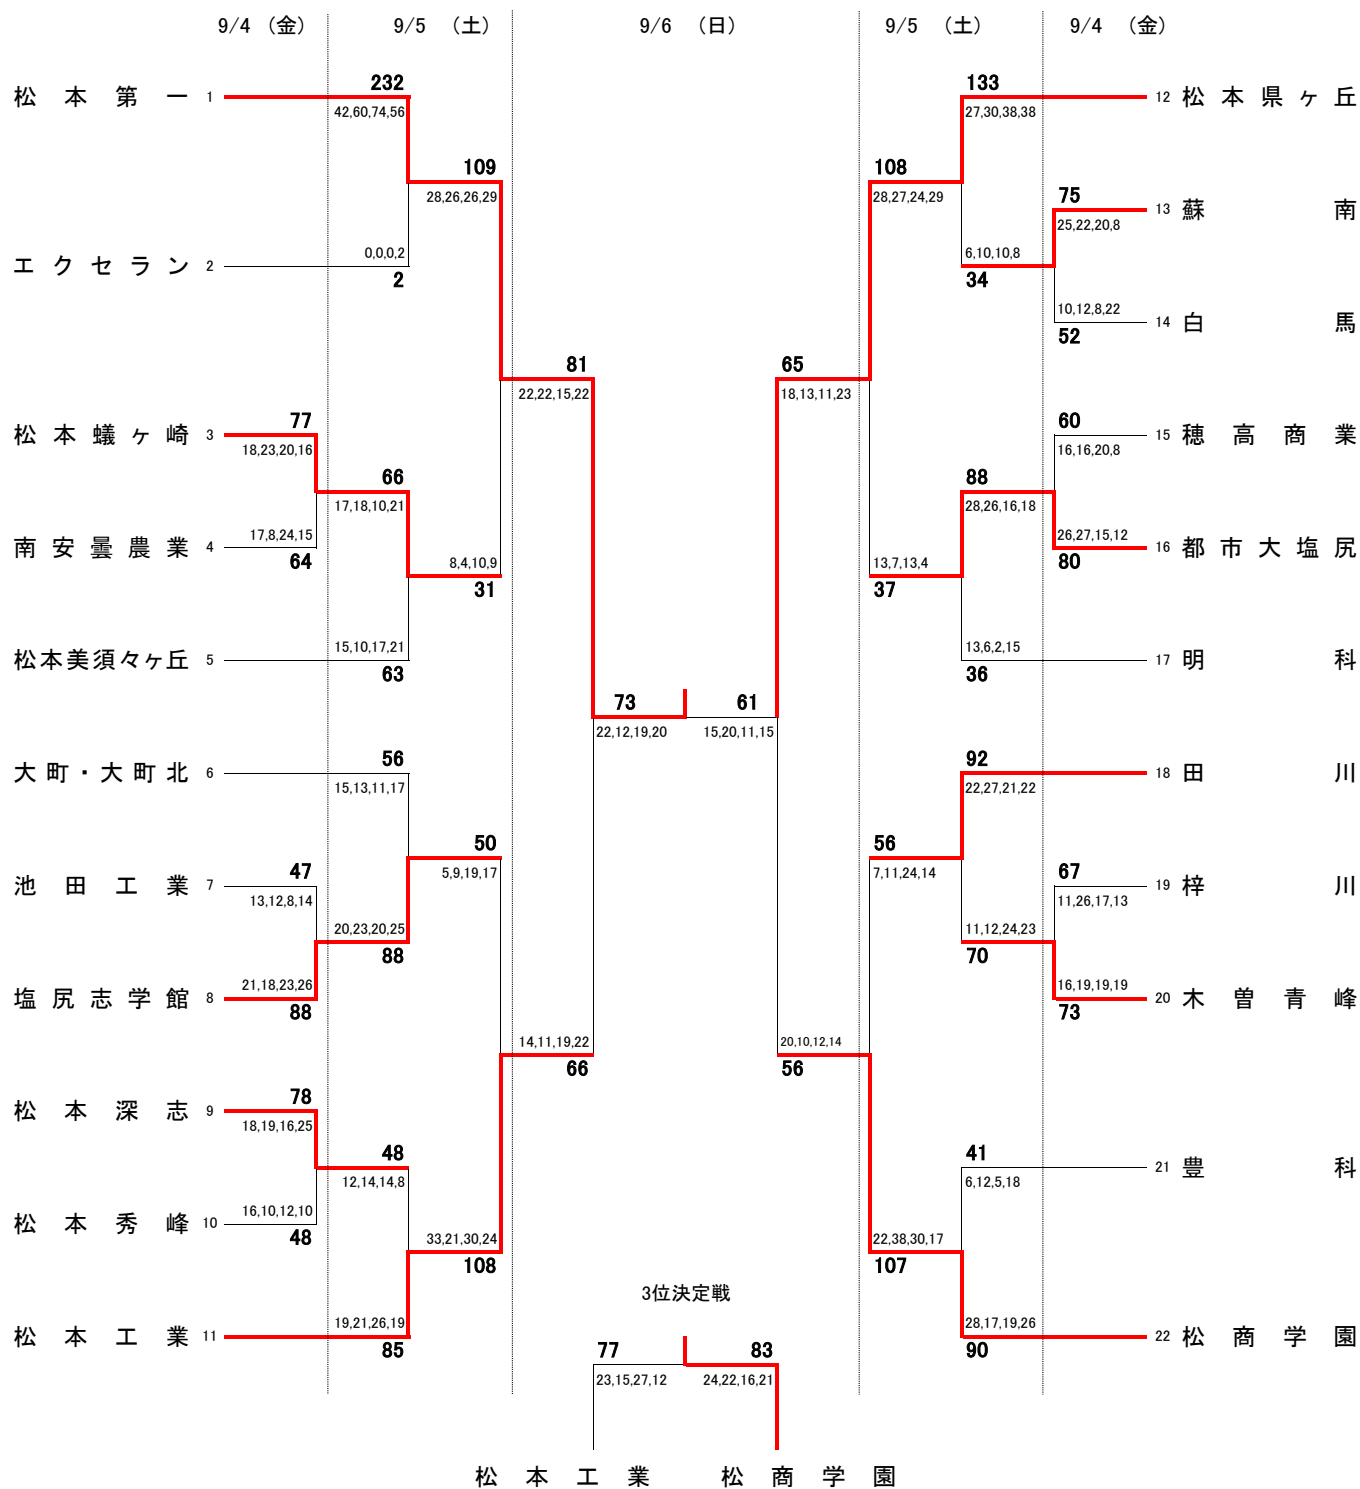 9/4 （金） 9/5 （土） 9/6 （日） 9/5 （土） 9/4 （金）
232 133
松本第一 1 12 松本県ヶ丘
42,60,74,56 27,30,38,38
109 108
28,26,26,29 28,27,24,29
75
13 蘇南
25,22,20,8
0,0,0,2 6,10,10,8
エクセラン 2
2 34
10,12,8,22
14 白馬
52
81 65
22,22,15,22 18,13,11,23
77 60
松本蟻ヶ崎 3 15 穂高商業
18,23,20,16 16,16,20,8
66 88
17,18,10,21 28,26,16,18
17,8,24,15 26,27,15,12
南安曇農業 4 16 都市大塩尻
64 80
8,4,10,9 13,7,13,4
31 37
15,10,17,21 13,6,2,15
松本美須々ヶ丘 5 17 明科
63 36
73 61
22,12,19,20 15,20,11,15
56 92
大町・大町北 6 18 田川
15,13,11,17 22,27,21,22
50 56
5,9,19,17 7,11,24,14
47 67
池田工業 7 19 梓川
13,12,8,14 11,26,17,13
20,23,20,25 11,12,24,23
88 70
21,18,23,26 16,19,19,19
塩尻志学館 8 20 木曽青峰
88 73
14,11,19,22 20,10,12,14
66 56
78
松本深志 9
18,19,16,25
48 41
21 豊科
12,14,14,8 6,12,5,18
16,10,12,10
松本秀峰 10
48
33,21,30,24 22,38,30,17
108 107
3位決定戦
19,21,26,19 28,17,19,26
松本工業 11 22 松商学園
85 90
77 83
23,15,27,12 24,22,16,21
松本工業 松商学園